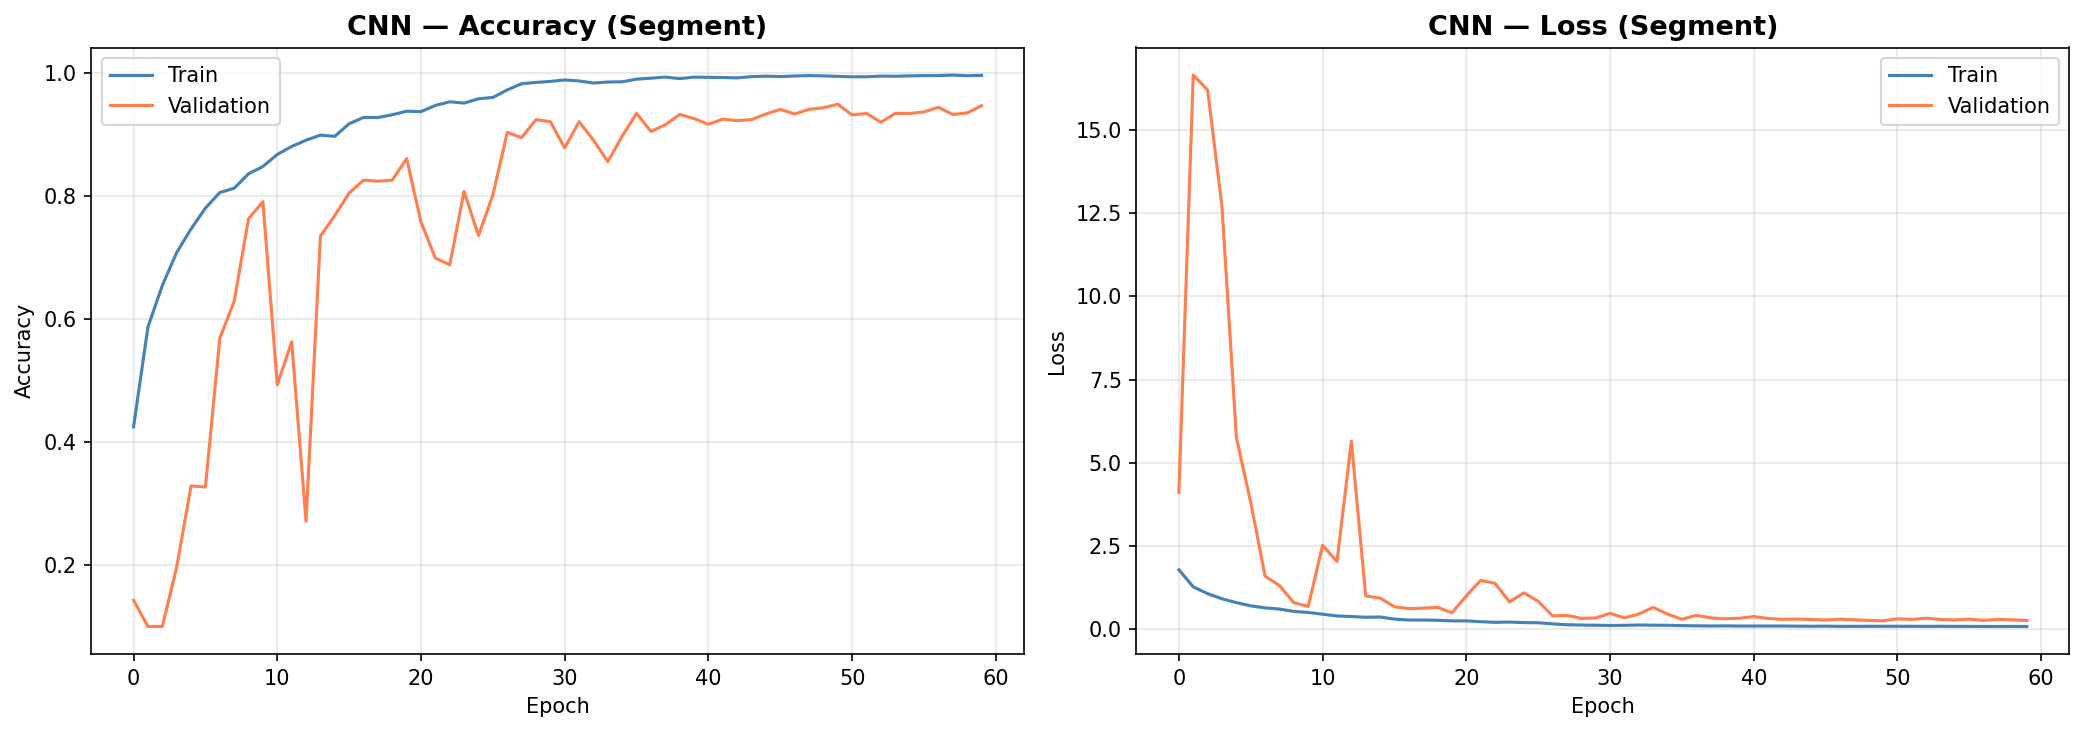 CNN — Accuracy (Segment)
Train
Validation
1.0
0.8
0.6
0.4
0.2
Accuracy
0 10 20 30 40 50 60
Epoch
CNN — Loss (Segment)
Train
Validation
15.0
12.5
10.0
7.5
5.0
2.5
0.0
Loss
0 10 20 30 40 50 60
Epoch